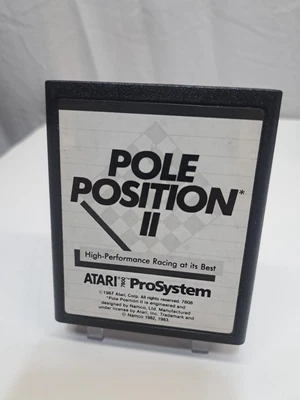 POLE
POSITION*
II
High-Performance Racing at its Best
ATARI® 7800™ ProSystem
©1987 Atari, Corp. All rights reserved. 7808
*Pole Position II is engineered and
designed by Namco, Ltd. Manufactured
under license by Atari, Inc. Trademark and
© Namco 1982, 1983.